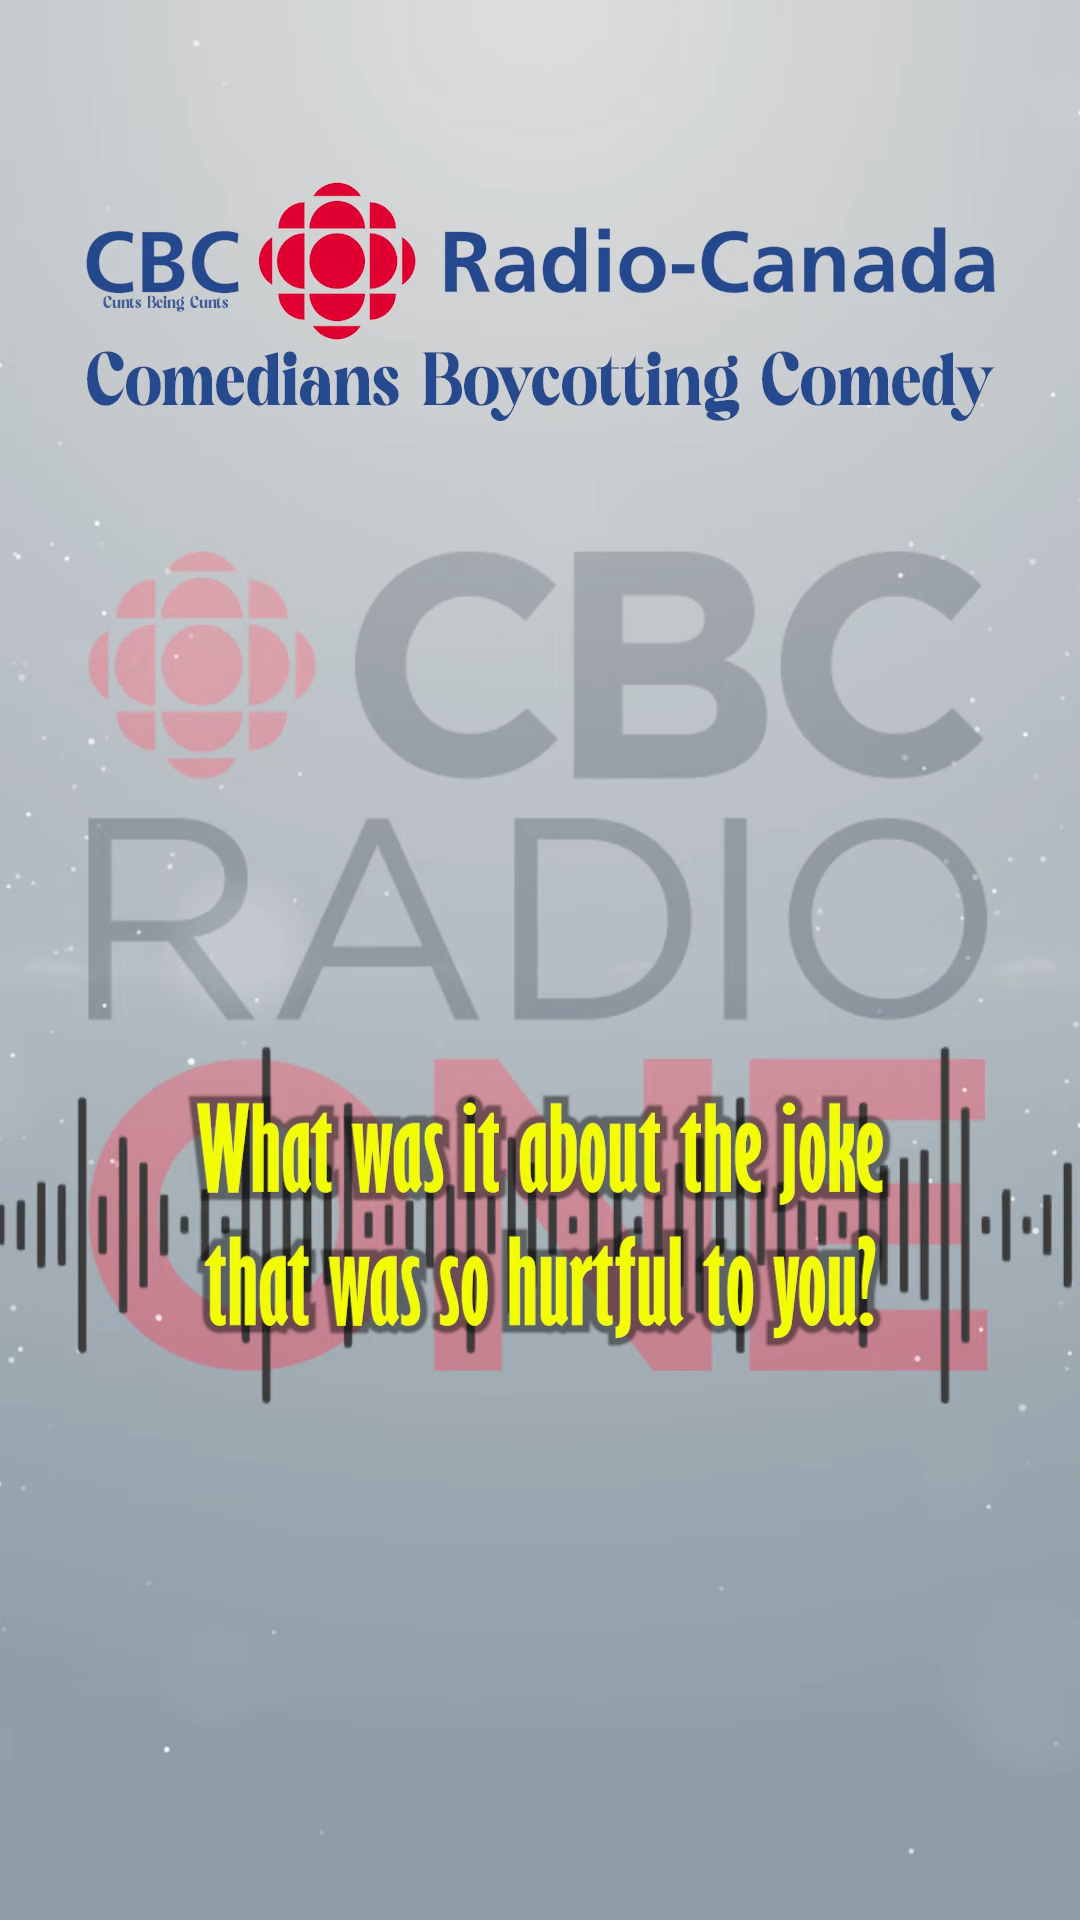 CBC Radio-Canada
Cunts Being Cunts
Comedians Boycotting Comedy
CBC
RADIO
ONE
What was it about the joke
that was so hurtful to you?